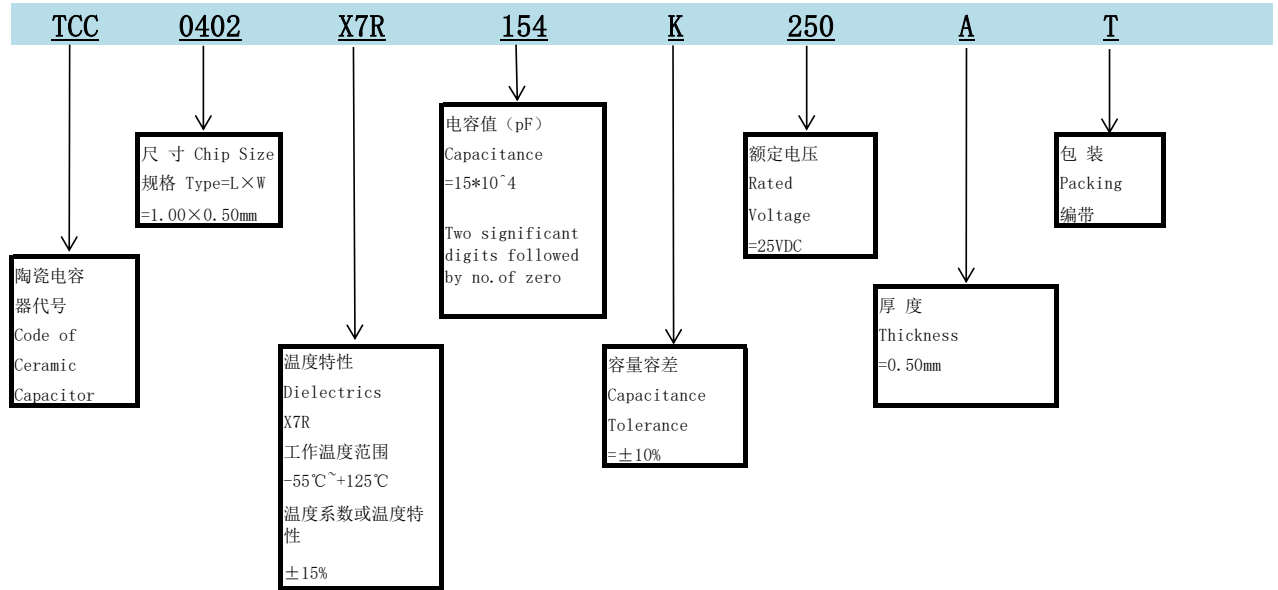 TCC 0402 X7R 154 K 250 A T
陶瓷电容
器代号
Code of
Ceramic
Capacitor
尺 寸 Chip Size
规格 Type=L×W
=1.00×0.50mm
温度特性
Dielectrics
X7R
工作温度范围
-55℃~+125℃
温度系数或温度特
性
±15%
电容值（pF）
Capacitance
=15*10^4
Two significant
digits followed
by no.of zero
容量容差
Capacitance
Tolerance
=±10%
额定电压
Rated
Voltage
=25VDC
厚 度
Thickness
=0.50mm
包 装
Packing
编带